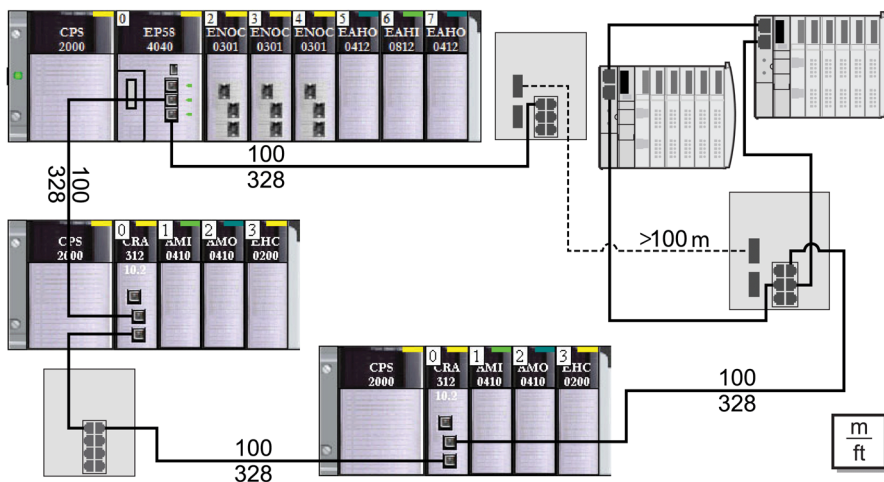 0 2 3 4 5 6 7
CPS EP58 ENOC ENOC ENOC EAHO EAHI EAHO
2000 4040 0301 0301 0301 0412 0812 0412
100
328
100
328
>100 m
0 1 2 3
CPS CRA AMI AMO EHC
2000 312 0410 0410 0200
10.2
0 1 2 3
CPS CRA AMI AMO EHC
2000 312 0410 0410 0200
10.2
100
328
100
328
m
ft